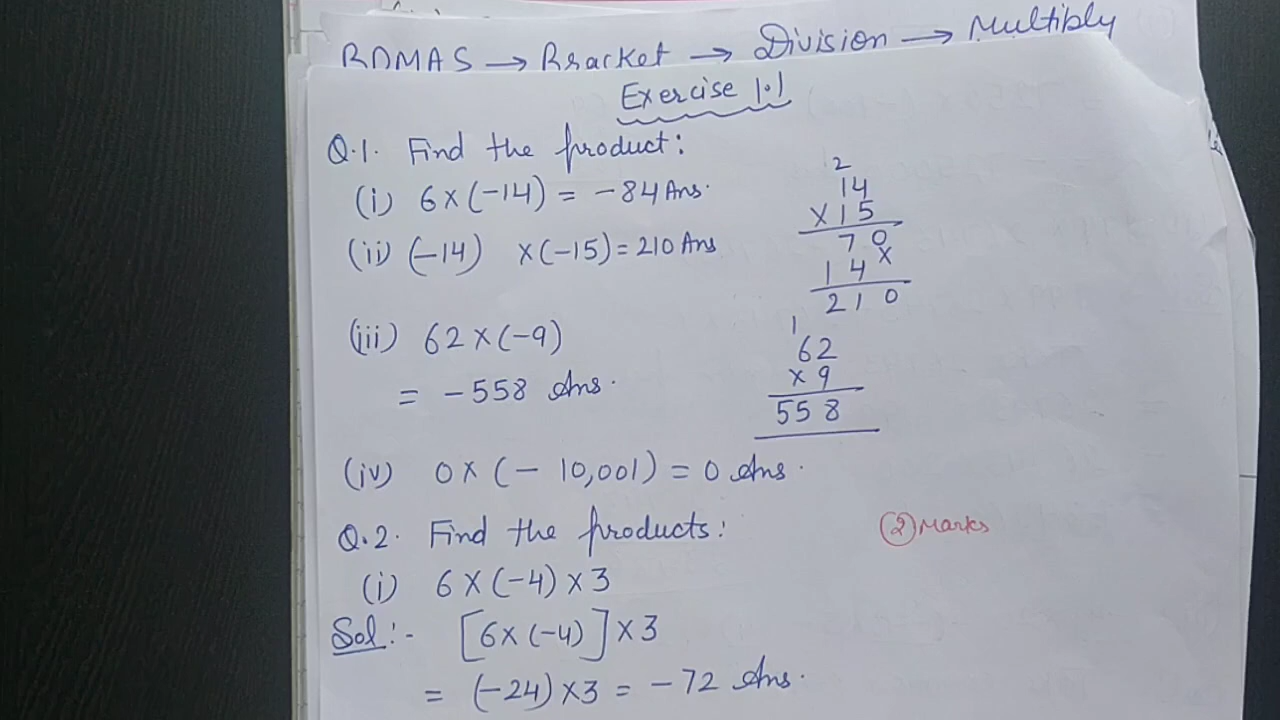 BDMAS → Bracket → Division → Multibly
Exercise 1.1
Q.1. Find the product:
(i) 6×(-14) = -84 Ans.
(ii) (-14) ×(-15)=210 Ans
2
14
×15
70
14×
210
(iii) 62×(-9)
= -558 Ans.
1
62
×9
558
(iv) 0×(- 10,001) = 0 Ans.
Q.2. Find the products:
② Marks
(i) 6×(-4)×3
Sol:- [6×(-4)]×3
= (-24)×3 = -72 Ans.